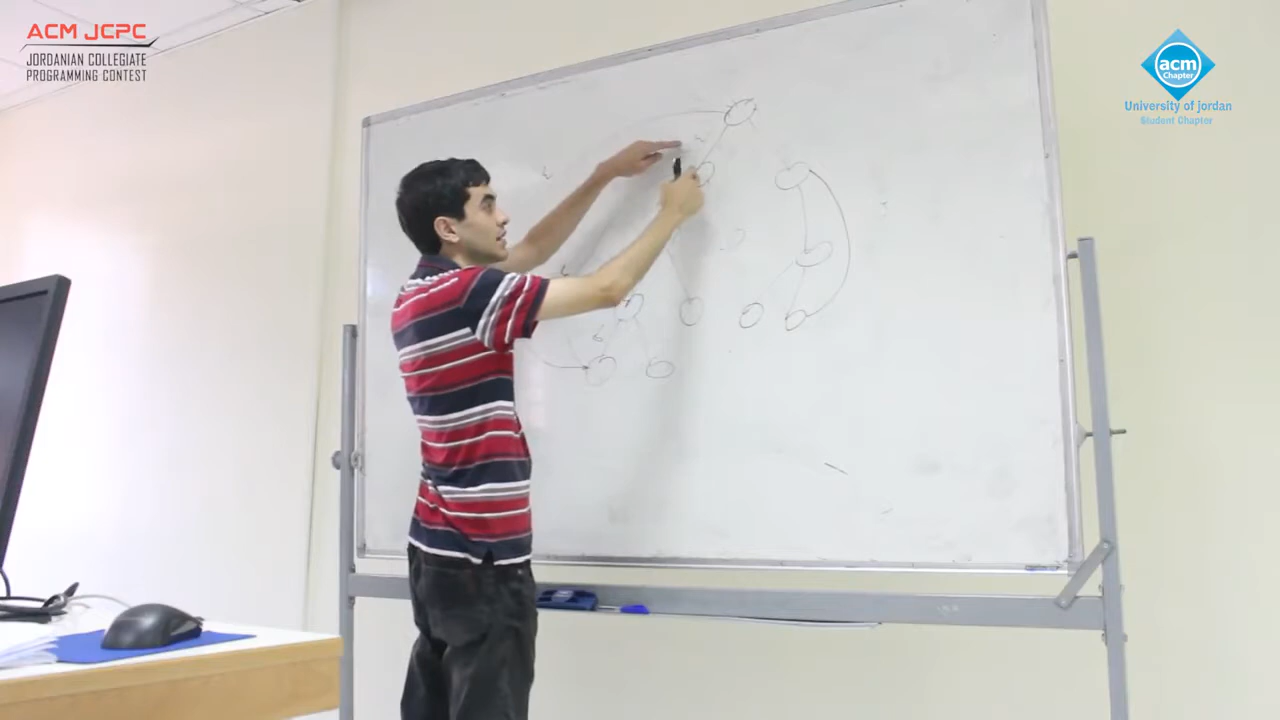 ACM JCPC
JORDANIAN COLLEGIATE
PROGRAMMING CONTEST
acm
Chapter
University of jordan
Student Chapter